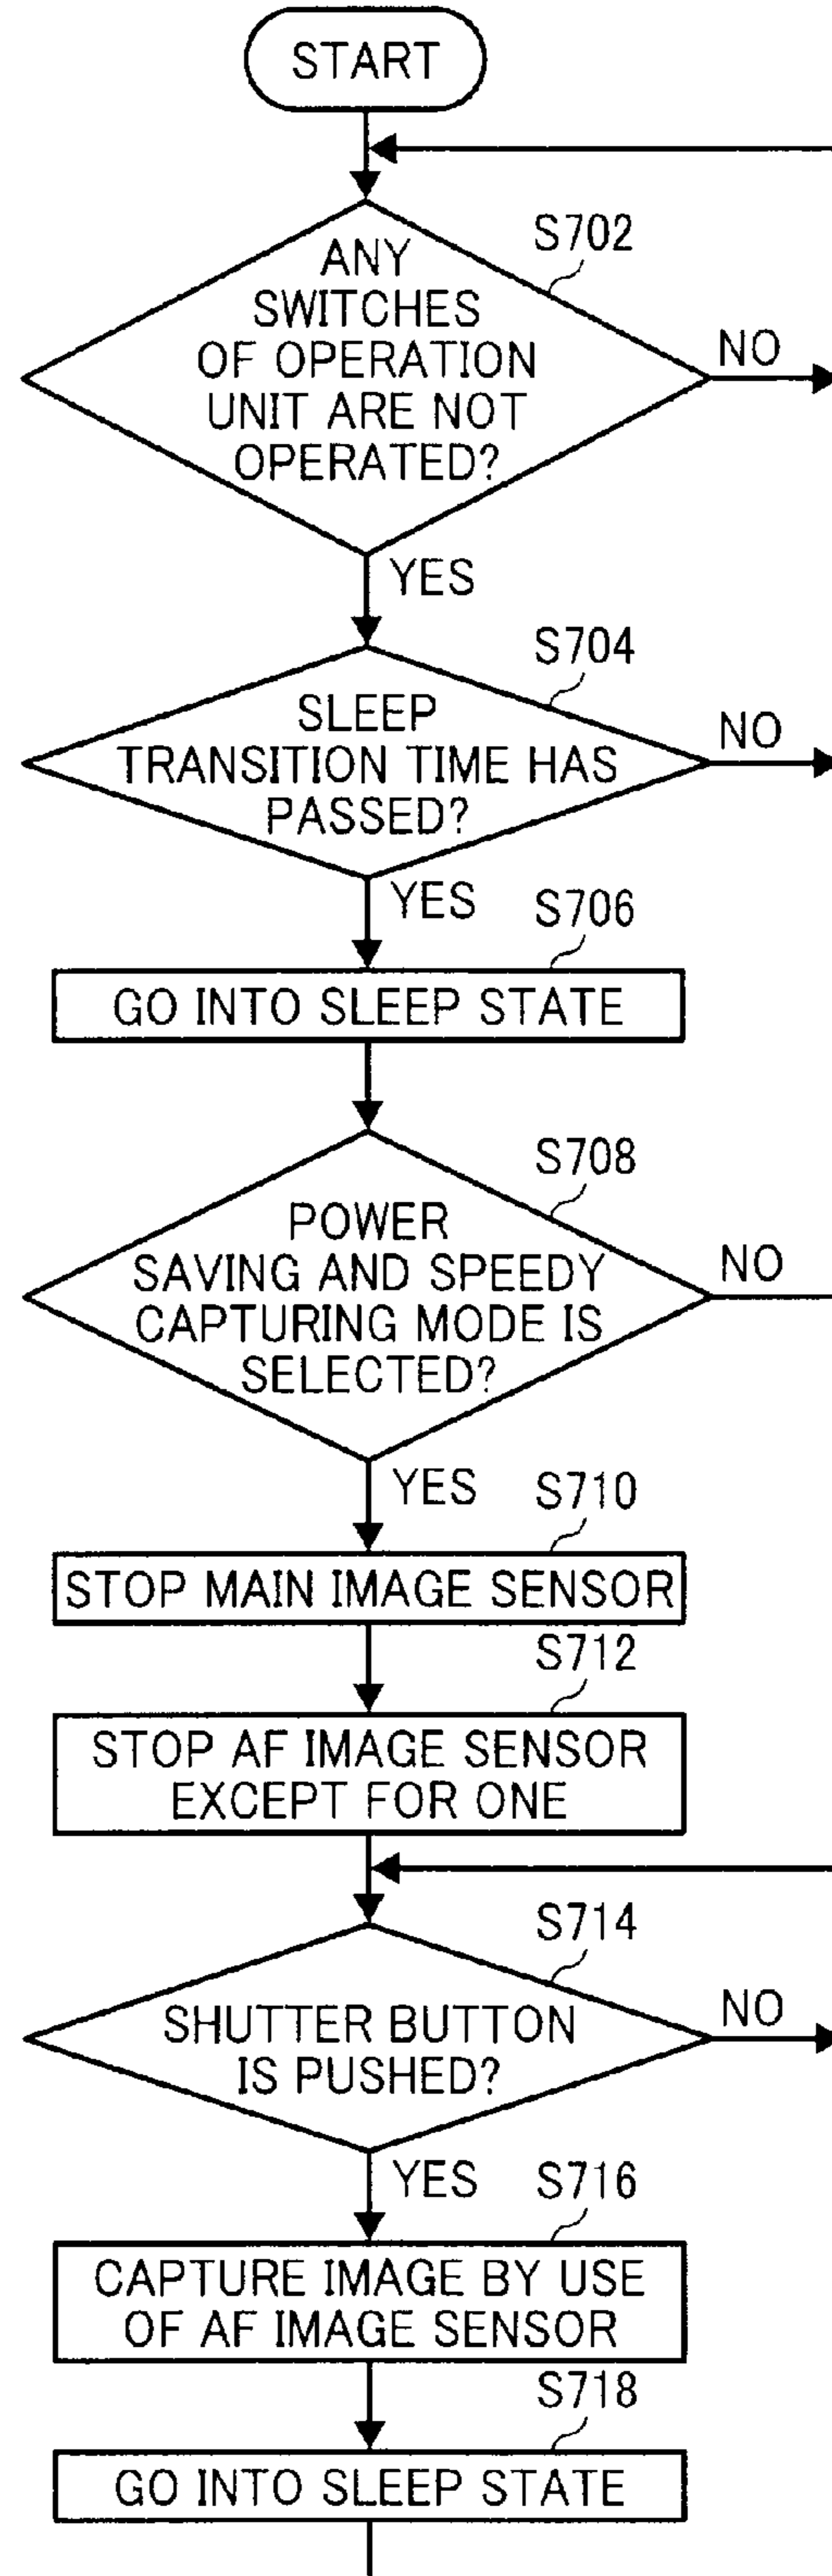 START
S702
ANY
SWITCHES
OF OPERATION
UNIT ARE NOT
OPERATED?
NO
YES
S704
SLEEP
TRANSITION TIME HAS
PASSED?
NO
YES
S706
GO INTO SLEEP STATE
S708
POWER
SAVING AND SPEEDY
CAPTURING MODE IS
SELECTED?
NO
YES
S710
STOP MAIN IMAGE SENSOR
S712
STOP AF IMAGE SENSOR
EXCEPT FOR ONE
S714
SHUTTER BUTTON
IS PUSHED?
NO
YES
S716
CAPTURE IMAGE BY USE
OF AF IMAGE SENSOR
S718
GO INTO SLEEP STATE